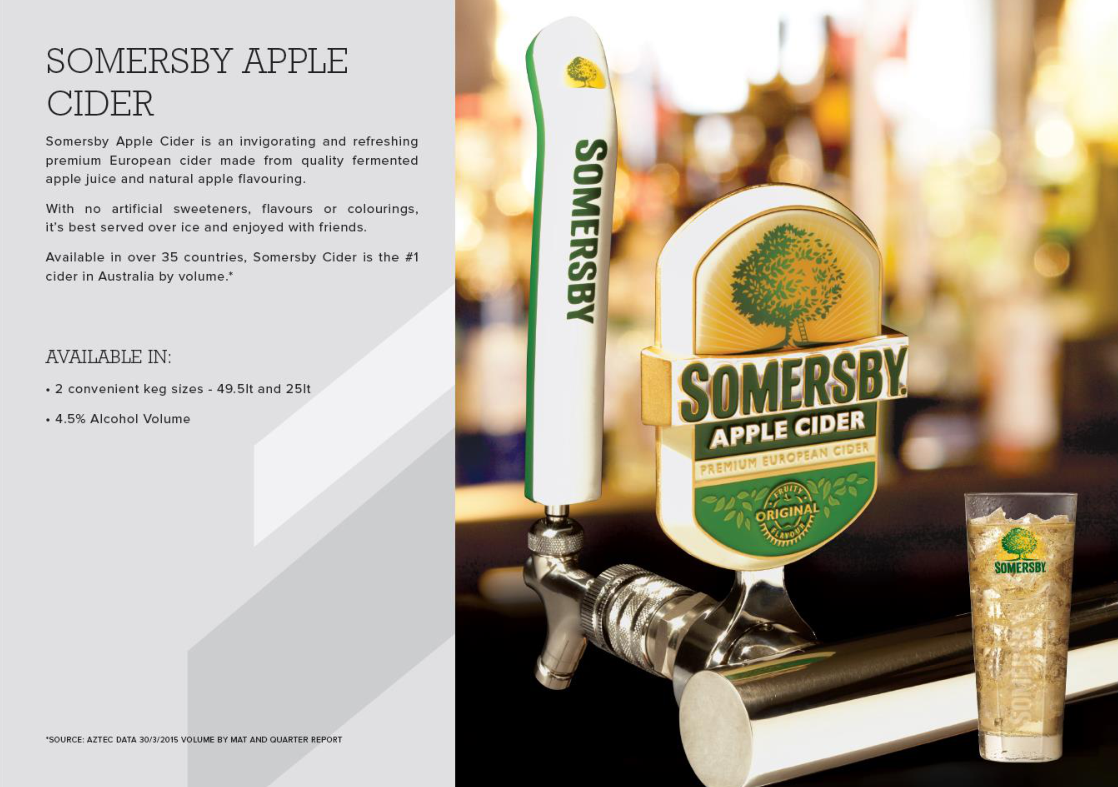 SOMERSBY APPLE
CIDER
Somersby Apple Cider is an invigorating and refreshing
premium European cider made from quality fermented
apple juice and natural apple flavouring.
With no artificial sweeteners, flavours or colourings,
it's best served over ice and enjoyed with friends.
Available in over 35 countries, Somersby Cider is the #1
cider in Australia by volume.*
AVAILABLE IN:
• 2 convenient keg sizes - 49.5lt and 25lt
• 4.5% Alcohol Volume
*SOURCE: AZTEC DATA 30/3/2015 VOLUME BY MAT AND QUARTER REPORT
SOMERSBY
SOMERSBY
APPLE CIDER
PREMIUM EUROPEAN CIDER
FRUITY
ORIGINAL
FLAVOUR
SOMERSBY
SOMERSBY